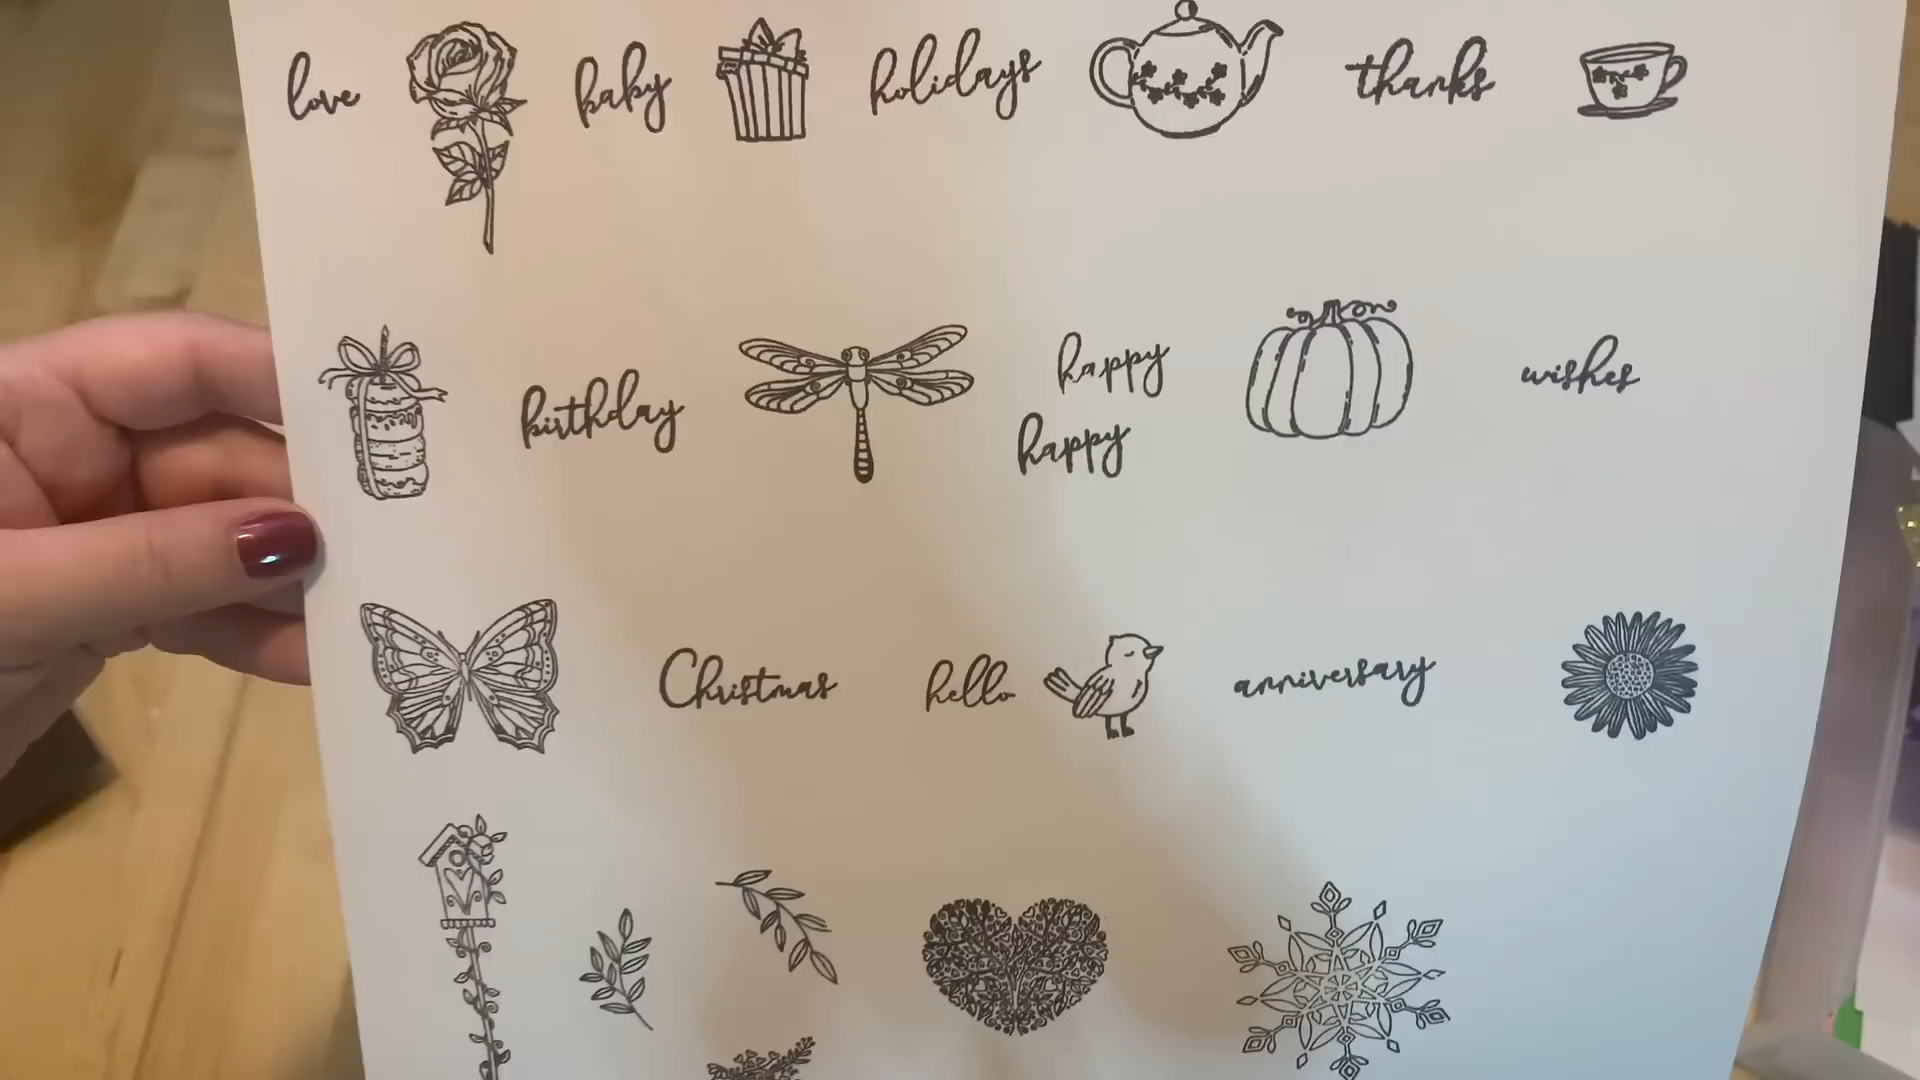 love baby holidays thanks
birthday happy wishes
happy
Christmas hello anniversary